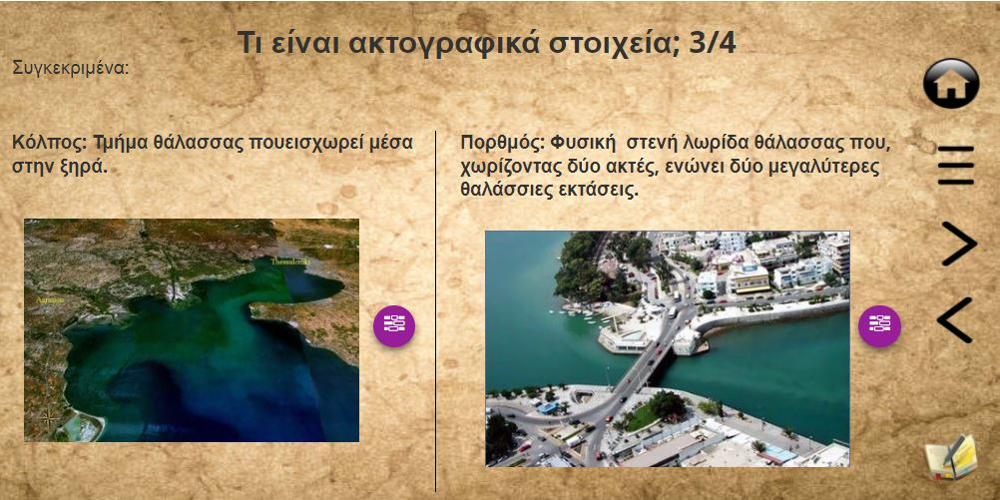 Τι είναι ακτογραφικά στοιχεία; 3/4
Συγκεκριμένα:
Κόλπος: Τμήμα θάλασσας πουεισχωρεί μέσα
στην ξηρά.
Πορθμός: Φυσική  στενή λωρίδα θάλασσας που,
χωρίζοντας δύο ακτές, ενώνει δύο μεγαλύτερες
θαλάσσιες εκτάσεις.
Thessaloniki